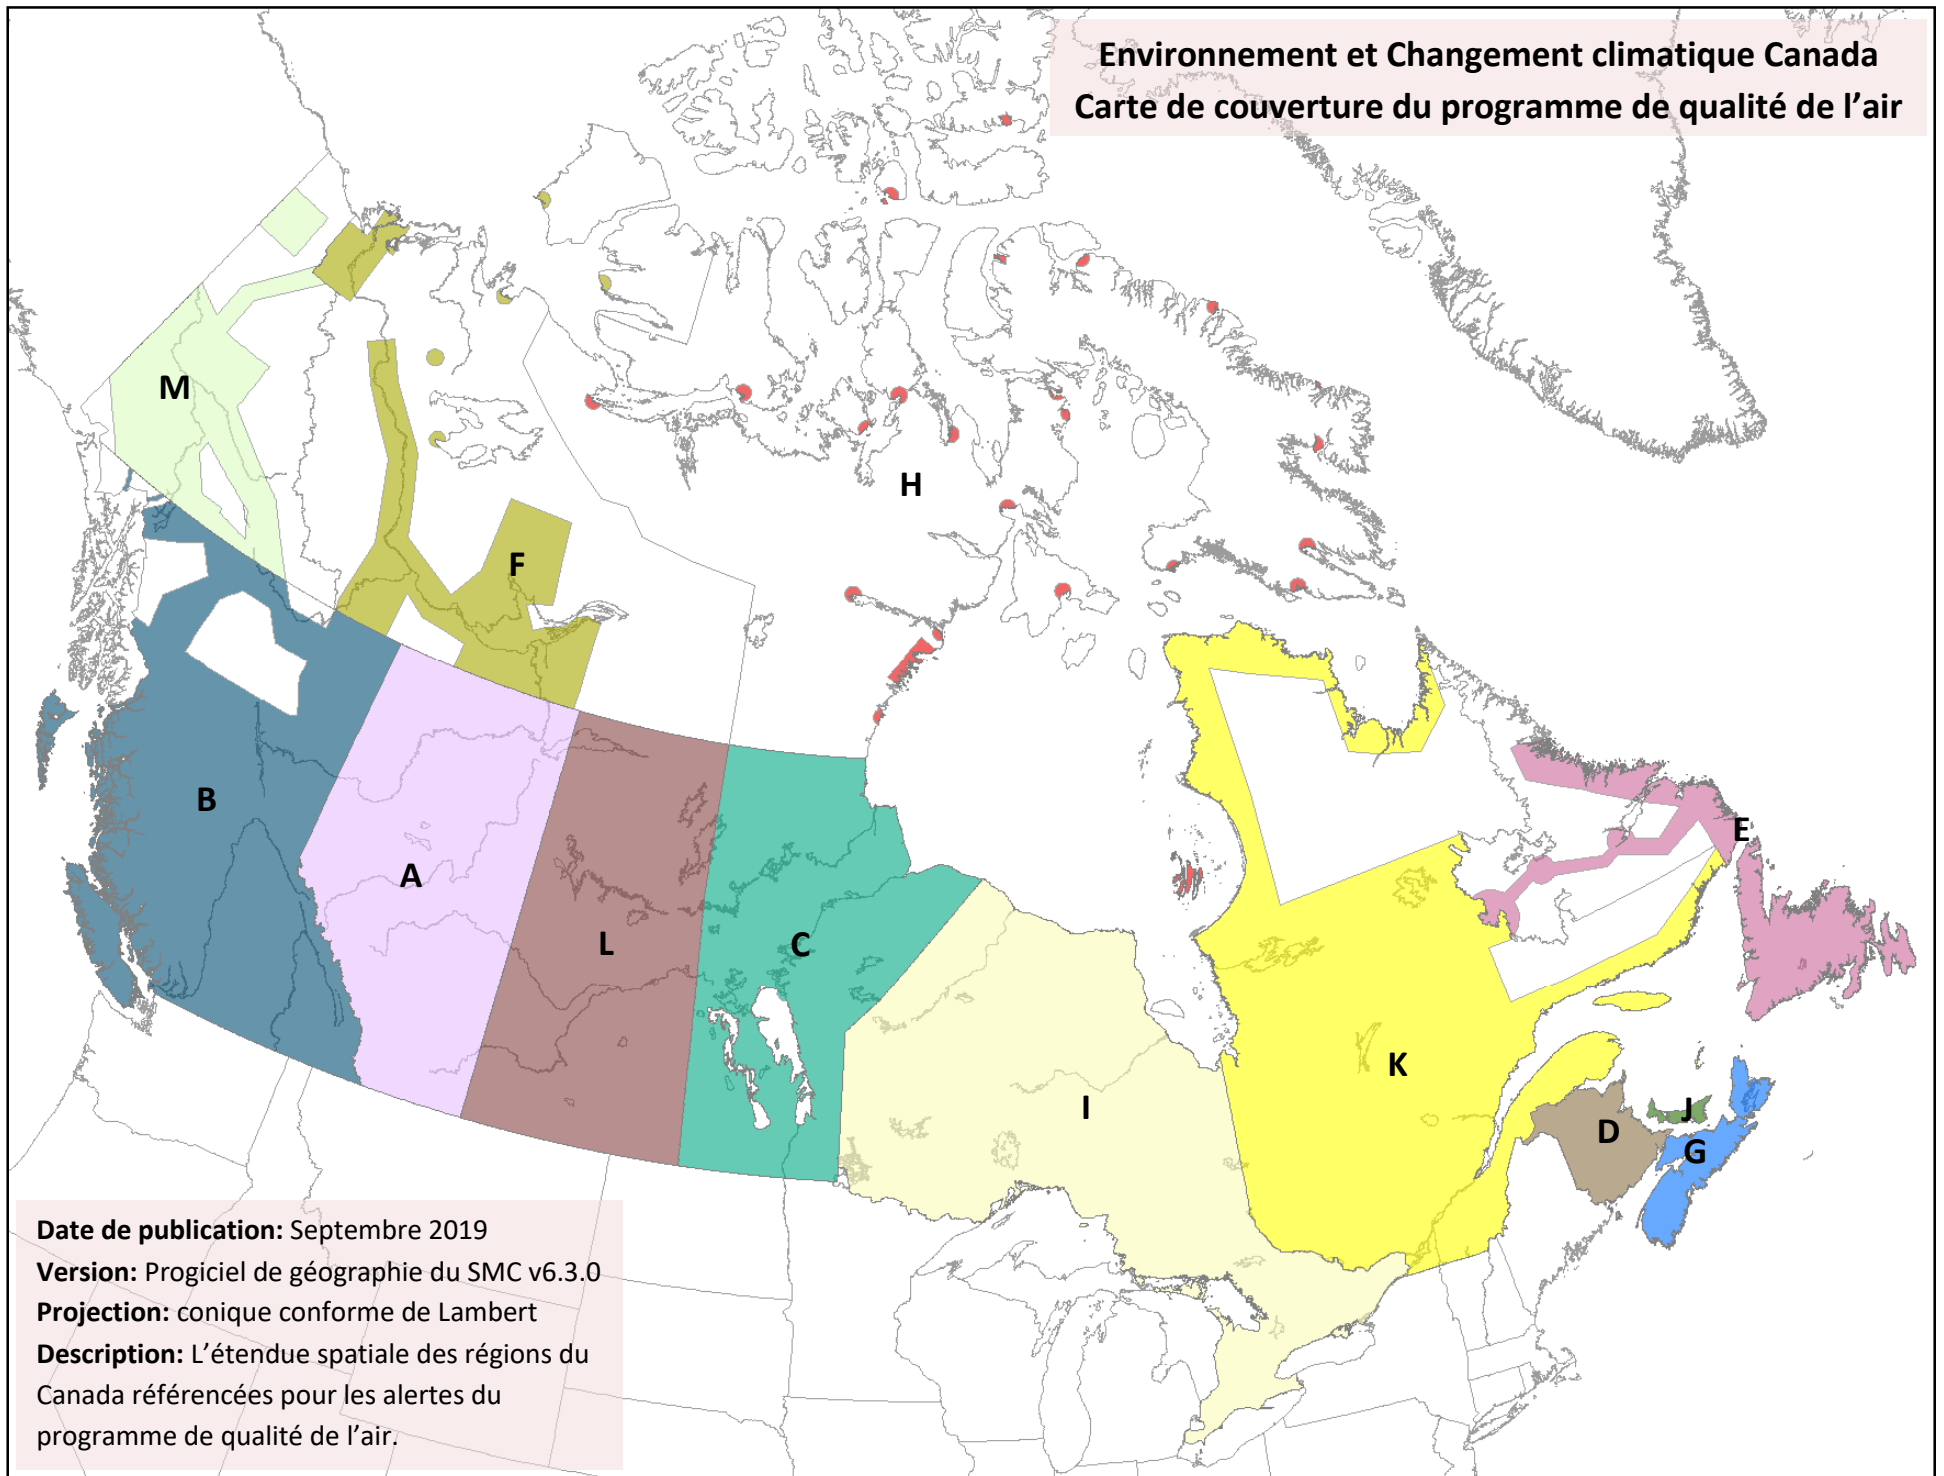 Environnement et Changement climatique Canada
Carte de couverture du programme de qualité de l’air
M
F
H
B
A
L
C
I
K
E
D
J
G
Date de publication: Septembre 2019
Version: Progiciel de géographie du SMC v6.3.0
Projection: conique conforme de Lambert
Description: L’étendue spatiale des régions du
Canada référencées pour les alertes du
programme de qualité de l’air.